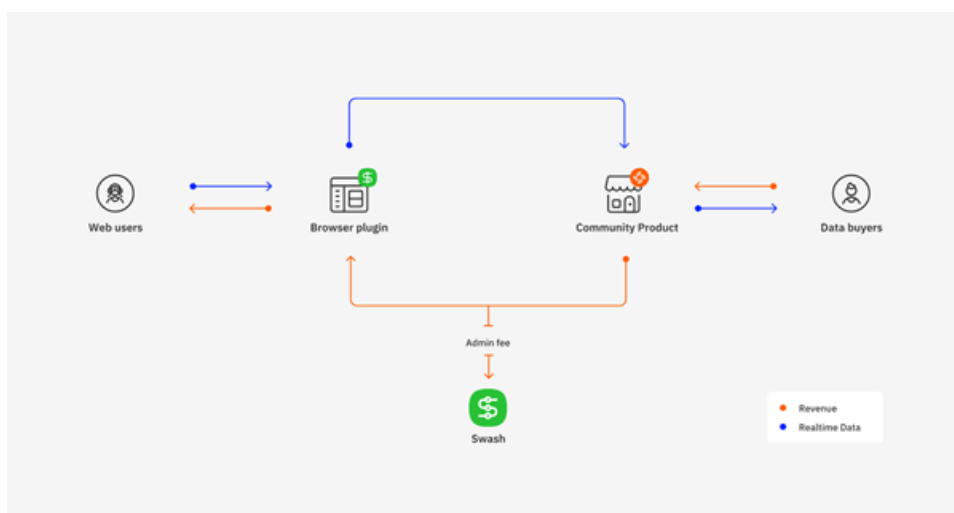 Web users
Browser plugin
Community Product
Data buyers
Admin fee
Swash
Revenue
Realtime Data